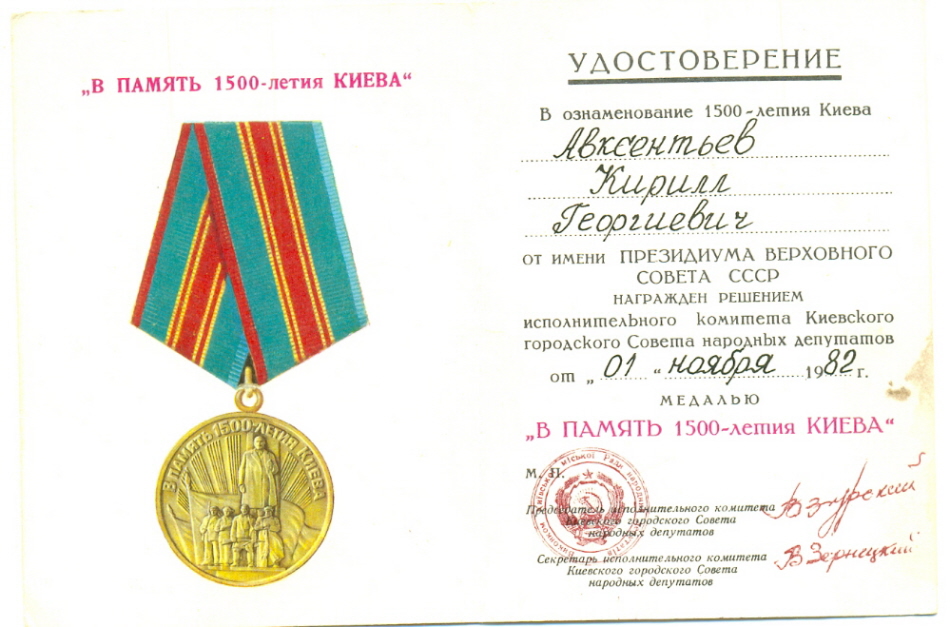 „В ПАМЯТЬ 1500-летия КИЕВА“
В ПАМЯТЬ 1500-ЛЕТИЯ КИЕВА
УДОСТОВЕРЕНИЕ
В ознаменование 1500-летия Киева
Авксентьев
Кирилл
Георгиевич
от имени ПРЕЗИДИУМА ВЕРХОВНОГО
СОВЕТА СССР
НАГРАЖДЕН РЕШЕНИЕМ
исполнительного комитета Киевского
городского Совета народных депутатов
от „01“ ноября 1982 г.
МЕДАЛЬЮ
„В ПАМЯТЬ 1500-летия КИЕВА“
М. П.
Председатель исполнительного комитета
Киевского городского Совета
народных депутатов
Секретарь исполнительного комитета
Киевского городского Совета
народных депутатов
В Зернецкий